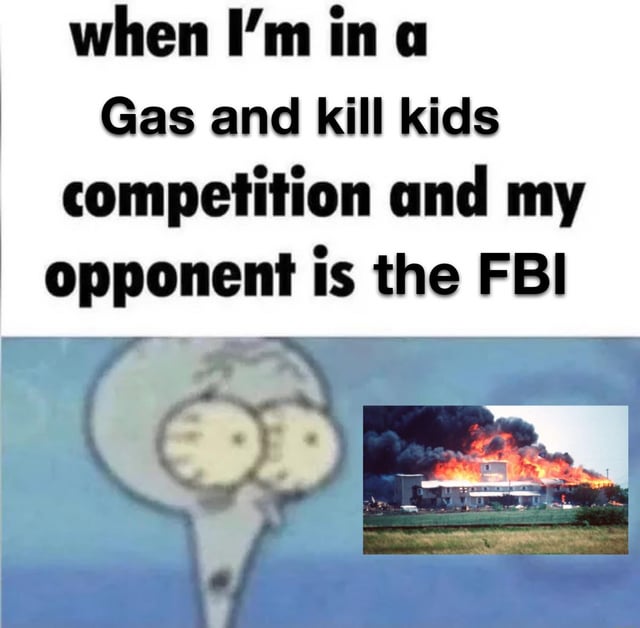 when I'm in a
Gas and kill kids
competition and my
opponent is the FBI